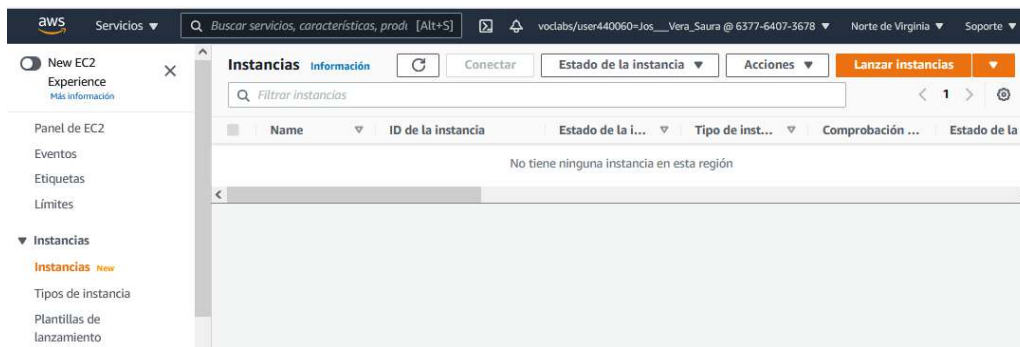 aws Servicios Buscar servicios, características, produ [Alt+S] voclabs/user440060=Jos___Vera_Saura @ 6377-6407-3678 Norte de Virginia Soporte
New EC2
Experience
Más información
Panel de EC2
Eventos
Etiquetas
Límites
Instancias
Instancias New
Tipos de instancia
Plantillas de
lanzamiento
Instancias Información Conectar Estado de la instancia Acciones Lanzar instancias
Filtrar instancias 1
Name ID de la instancia Estado de la i... Tipo de inst... Comprobación ... Estado de la
No tiene ninguna instancia en esta región